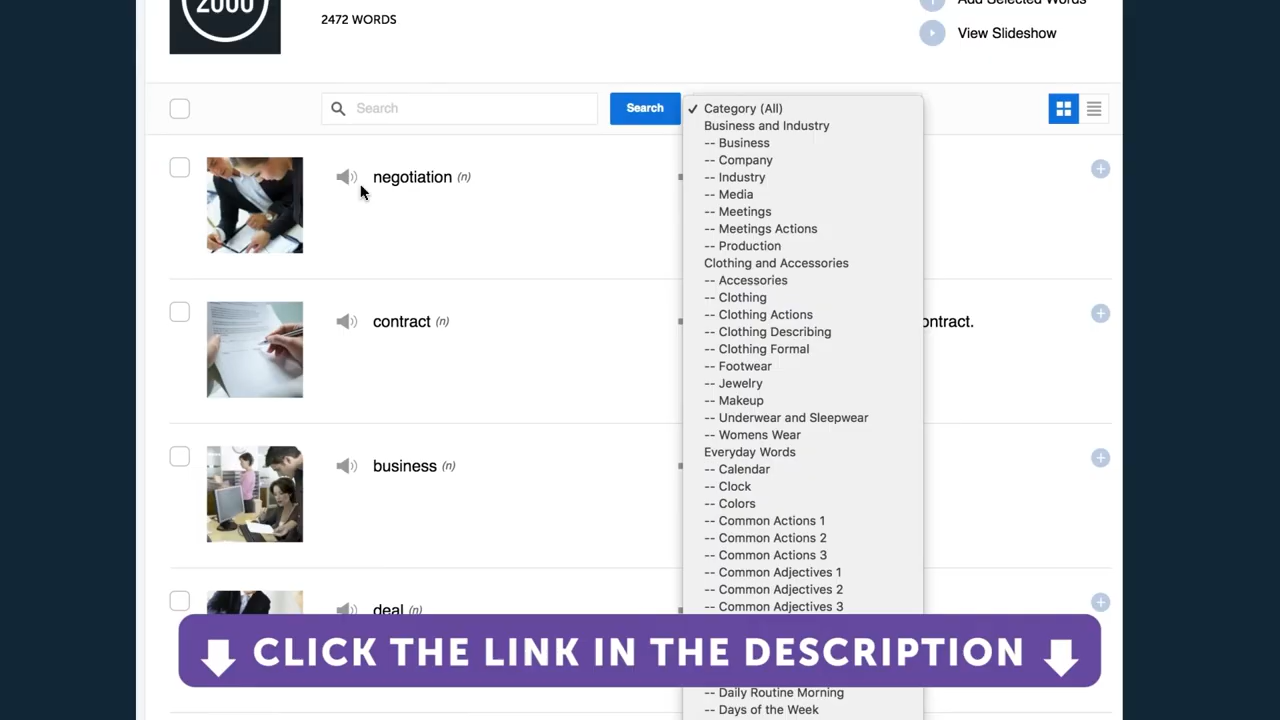 2000
2472 WORDS
Add Selected Words
View Slideshow
Search
Search
Category (All)
Business and Industry
-- Business
-- Company
-- Industry
-- Media
-- Meetings
-- Meetings Actions
-- Production
Clothing and Accessories
-- Accessories
-- Clothing
-- Clothing Actions
-- Clothing Describing
-- Clothing Formal
-- Footwear
-- Jewelry
-- Makeup
-- Underwear and Sleepwear
-- Womens Wear
Everyday Words
-- Calendar
-- Clock
-- Colors
-- Common Actions 1
-- Common Actions 2
-- Common Actions 3
-- Common Adjectives 1
-- Common Adjectives 2
-- Common Adjectives 3
-- Daily Routine Morning
-- Days of the Week
negotiation (n)
contract (n)
ontract.
business (n)
deal (n)
CLICK THE LINK IN THE DESCRIPTION